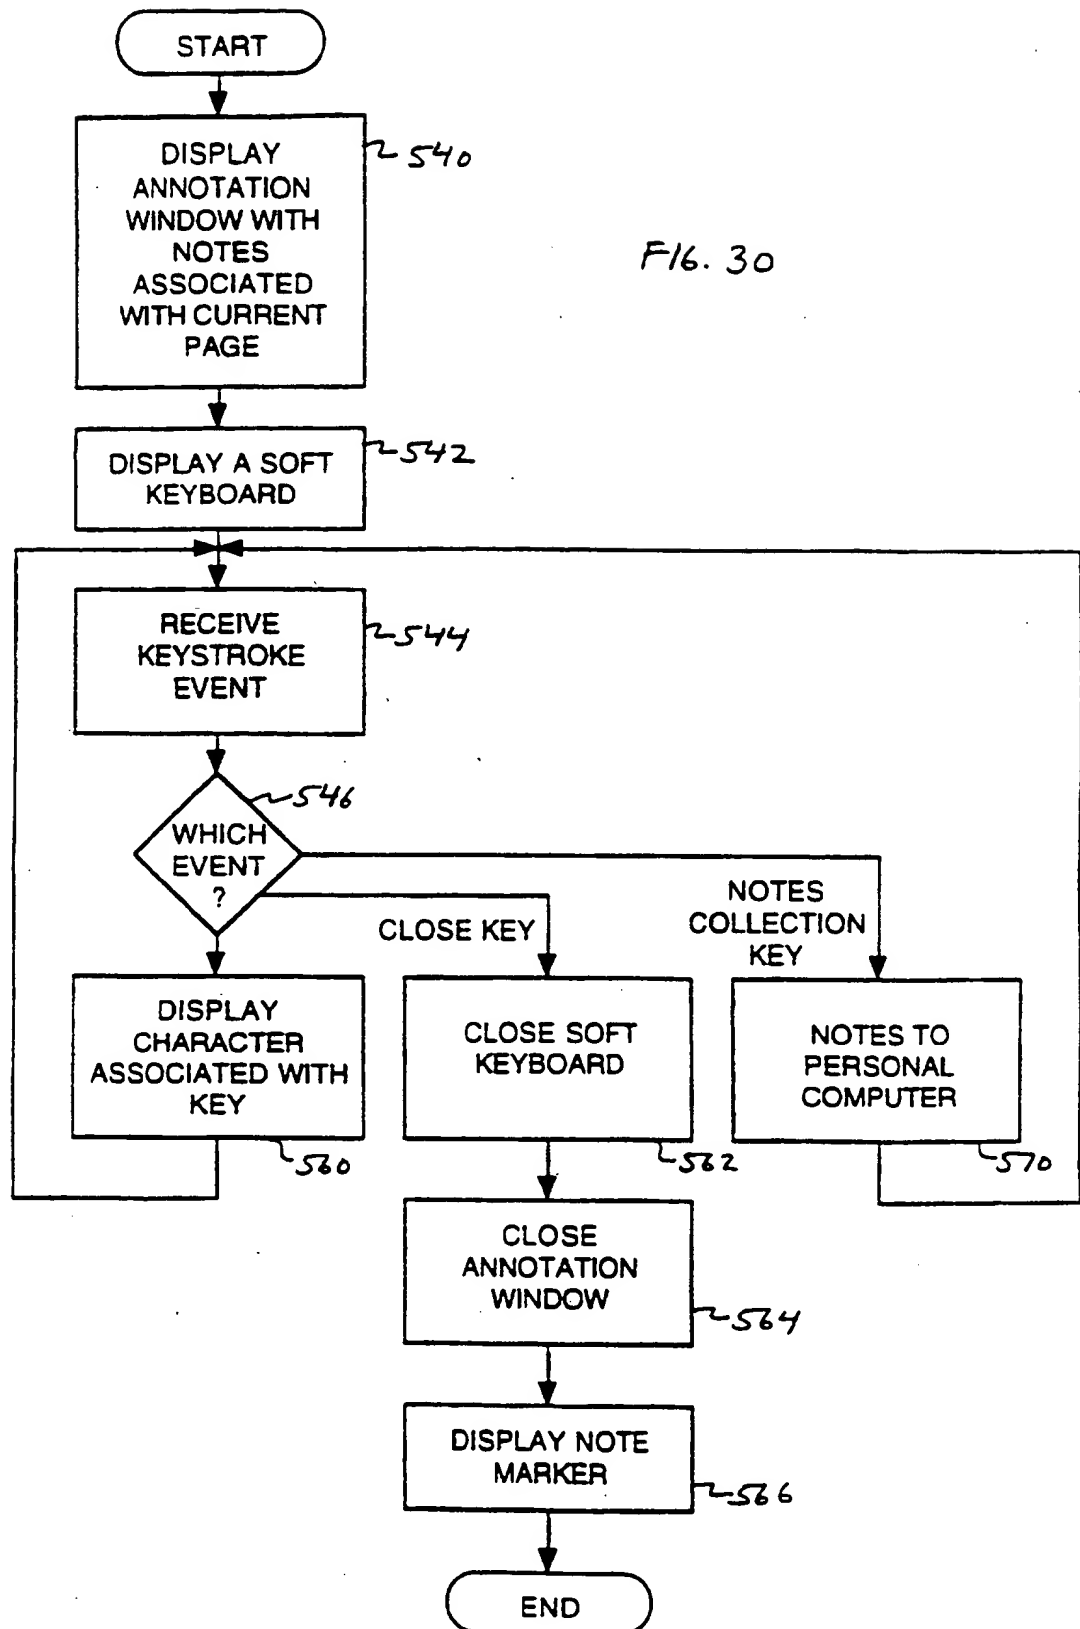 START
DISPLAY
ANNOTATION
WINDOW WITH
NOTES
ASSOCIATED
WITH CURRENT
PAGE
540
FIG. 30
DISPLAY A SOFT
KEYBOARD
542
RECEIVE
KEYSTROKE
EVENT
544
WHICH
EVENT
?
546
CLOSE KEY
NOTES
COLLECTION
KEY
DISPLAY
CHARACTER
ASSOCIATED WITH
KEY
560
CLOSE SOFT
KEYBOARD
562
NOTES TO
PERSONAL
COMPUTER
570
CLOSE
ANNOTATION
WINDOW
564
DISPLAY NOTE
MARKER
566
END